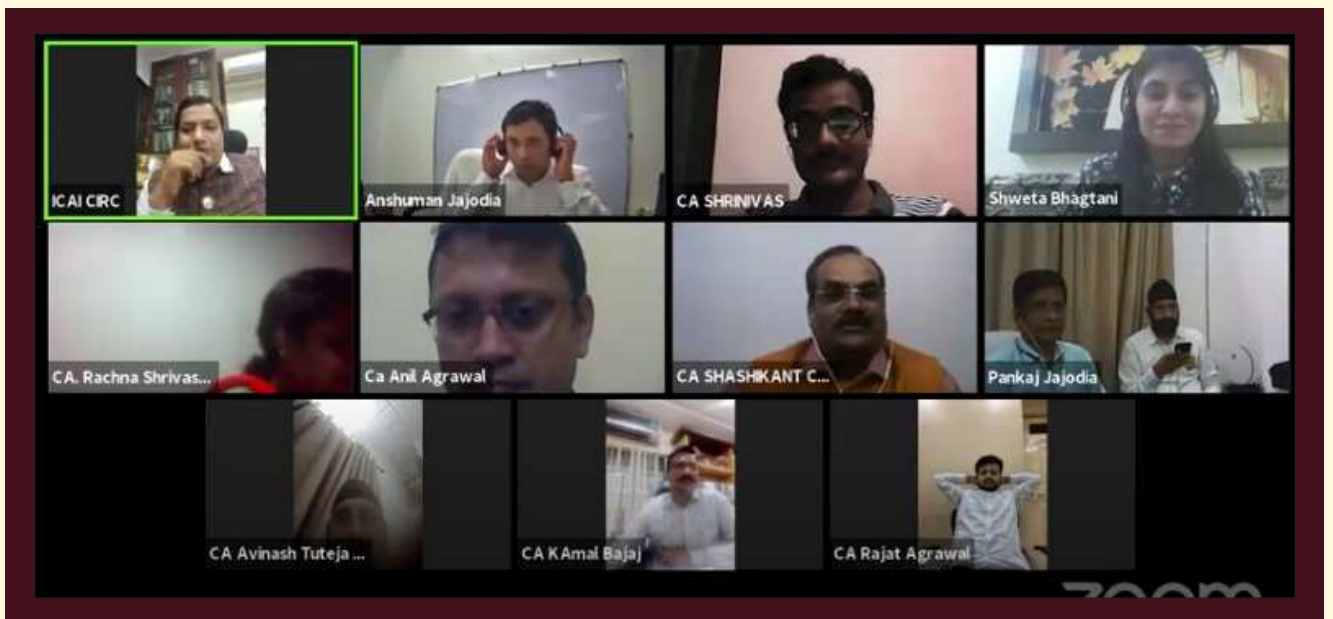 ICAI CIRC
Anshuman Jajodia
CA SHRINIVAS
Shweta Bhagtani
CA. Rachna Shrivas...
Ca Anil Agrawal
CA SHASHIKANT C...
Pankaj Jajodia
CA Avinash Tuteja ...
CA KAmal Bajaj
CA Rajat Agrawal
zoom